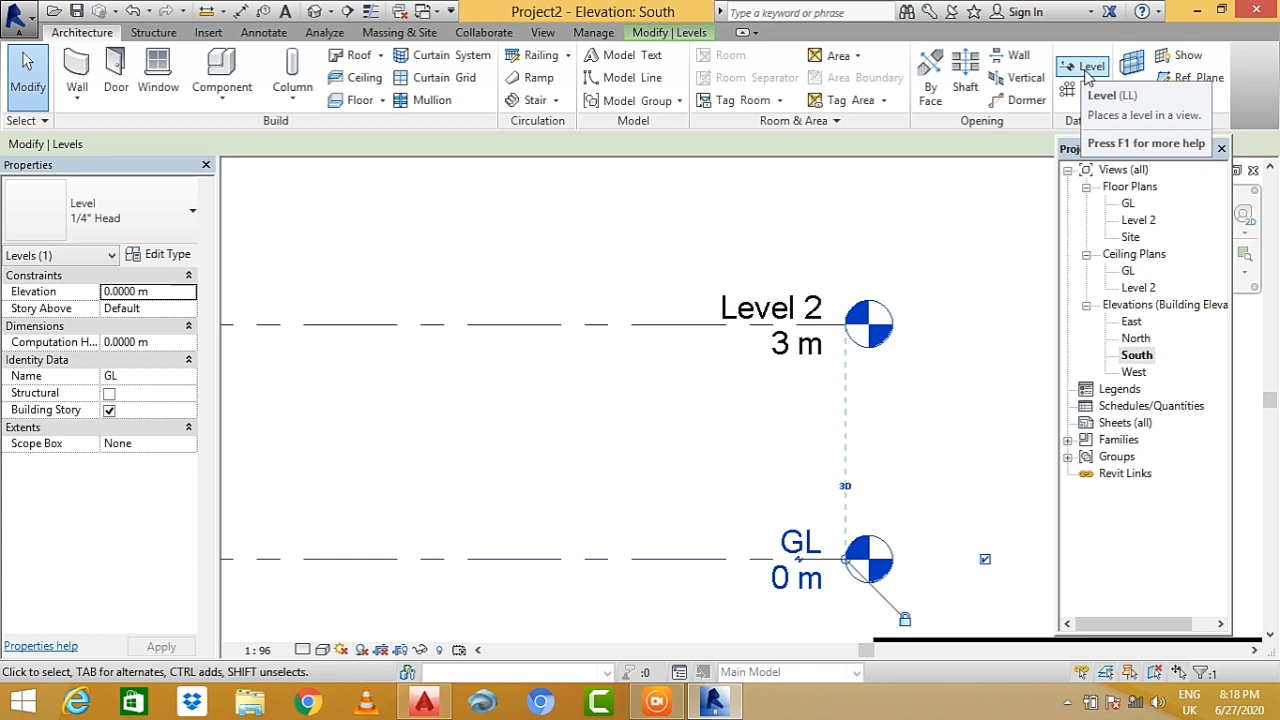 Project2 - Elevation: South
Type a keyword or phrase
Sign In
Architecture Structure Insert Annotate Analyze Massing & Site Collaborate View Manage Modify | Levels
Modify
Wall
Door
Window
Component
Column
Roof
Ceiling
Floor
Curtain System
Curtain Grid
Mullion
Railing
Ramp
Stair
Model Text
Model Line
Model Group
Room
Room Separator
Tag Room
Area
Area Boundary
Tag Area
By
Face
Shaft
Wall
Vertical
Dormer
Level
Show
Ref Plane
Select
Build
Circulation
Model
Room & Area
Opening
Level (LL)
Places a level in a view.
Press F1 for more help
Modify | Levels
Properties
Level
1/4" Head
Levels (1)
Edit Type
Constraints
Elevation 0.0000 m
Story Above Default
Dimensions
Computation H... 0.0000 m
Identity Data
Name GL
Structural
Building Story
Extents
Scope Box None
Properties help
Apply
Level 2
3 m
3D
GL
0 m
Views (all)
Floor Plans
GL
Level 2
Site
Ceiling Plans
GL
Level 2
Elevations (Building Eleva
East
North
South
West
Legends
Schedules/Quantities
Sheets (all)
Families
Groups
Revit Links
1 : 96
Click to select, TAB for alternates, CTRL adds, SHIFT unselects.
:0
Main Model
:1
ENG
UK
8:18 PM
6/27/2020